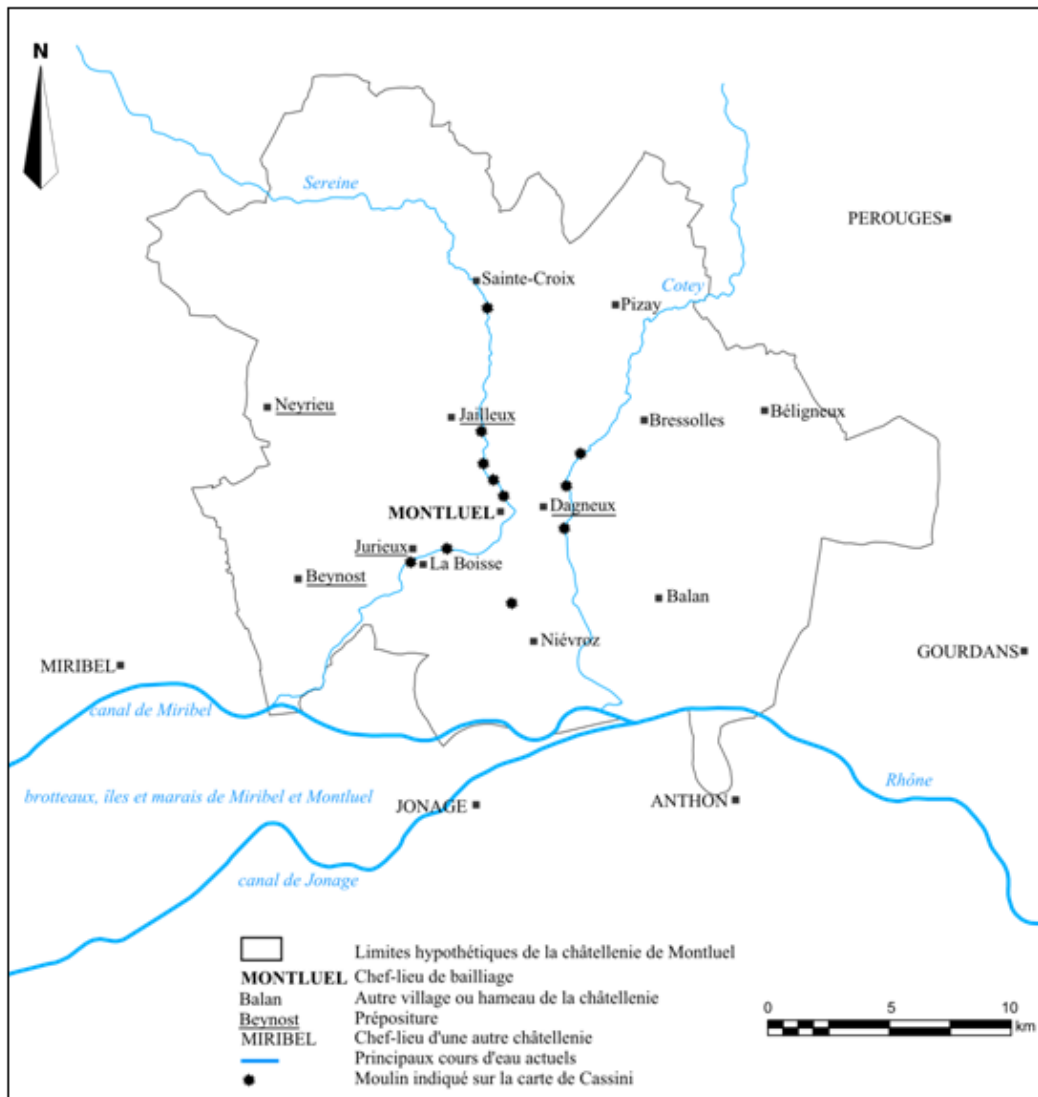 N
Sereine
PEROUGES
Sainte-Croix
Cotey
Pizay
Neyrieu
Jailleux
Bressolles
Béligneux
MONTLUEL
Dagneux
Jurieux
La Boisse
Beynost
Balan
Niévroz
MIRIBEL
GOURDANS
canal de Miribel
Rhône
brotteaux, îles et marais de Miribel et Montluel
JONAGE
ANTHON
canal de Jonage
Limites hypothétiques de la châtellenie de Montluel
MONTLUEL Chef-lieu de bailliage
Balan Autre village ou hameau de la châtellenie
Beynost Prépositure
MIRIBEL Chef-lieu d'une autre châtellenie
Principaux cours d'eau actuels
Moulin indiqué sur la carte de Cassini
0 5 10
km